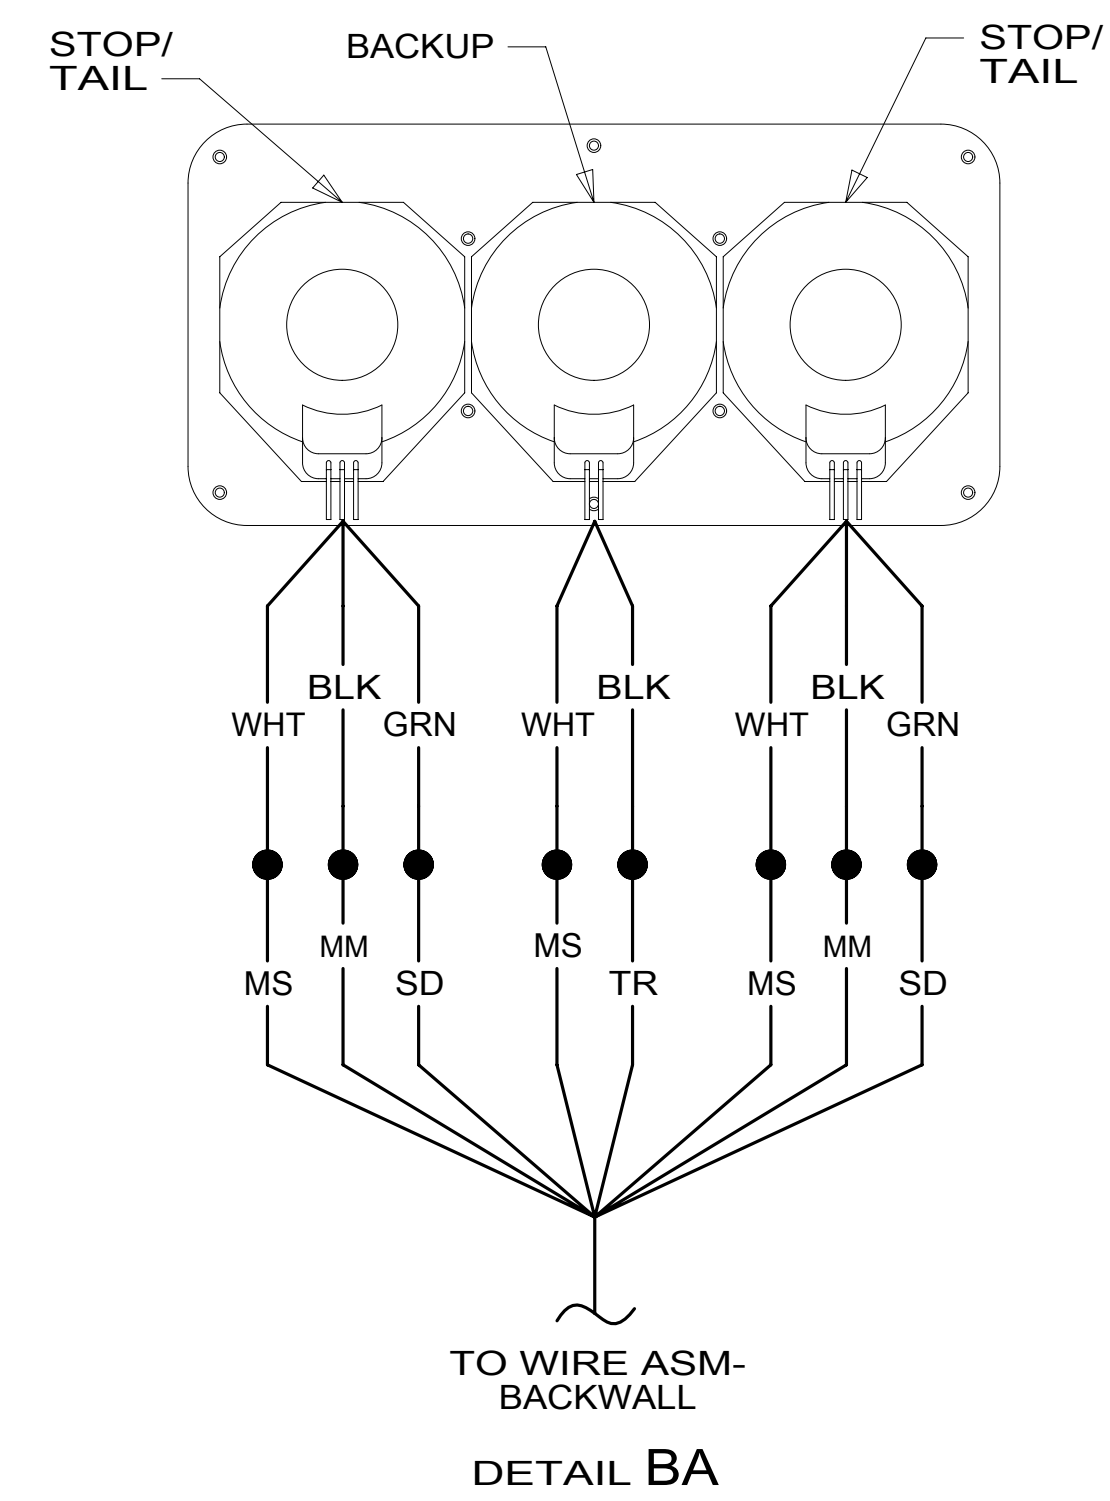 STOP/
TAIL
BACKUP
STOP/
TAIL
BLK
BLK
BLK
WHT
GRN
WHT
WHT
GRN
MM
MS
MM
MS
SD
TR
MS
SD
TO WIRE ASM-
BACKWALL
DETAIL BA